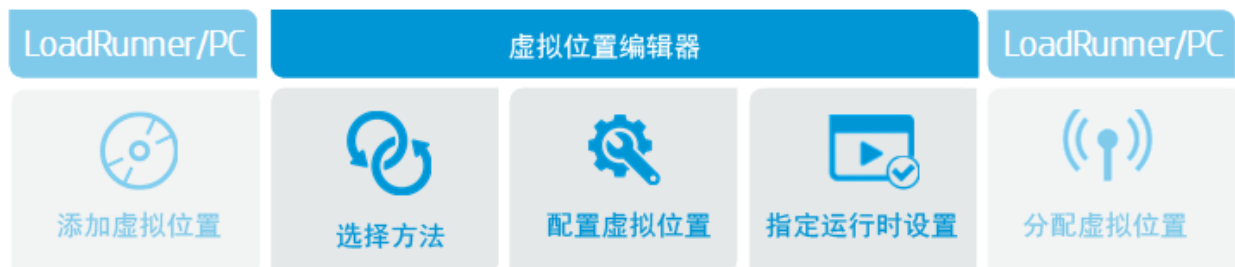 LoadRunner/PC
虚拟位置编辑器
LoadRunner/PC
添加虚拟位置
选择方法
配置虚拟位置
指定运行时设置
分配虚拟位置